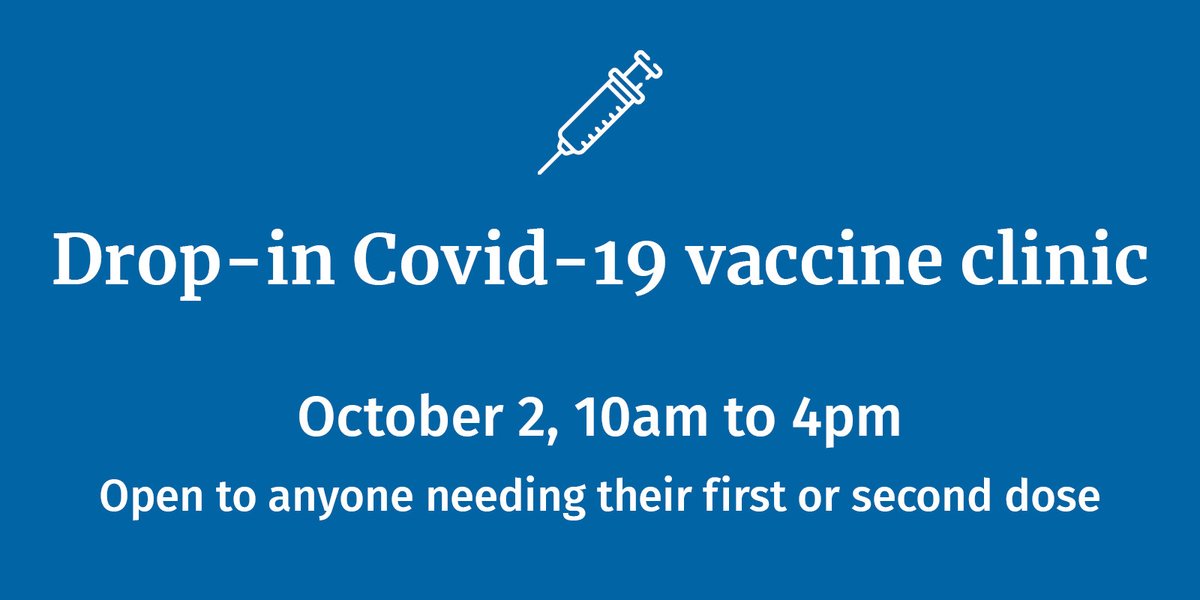 Drop-in Covid-19 vaccine clinic
October 2, 10am to 4pm
Open to anyone needing their first or second dose